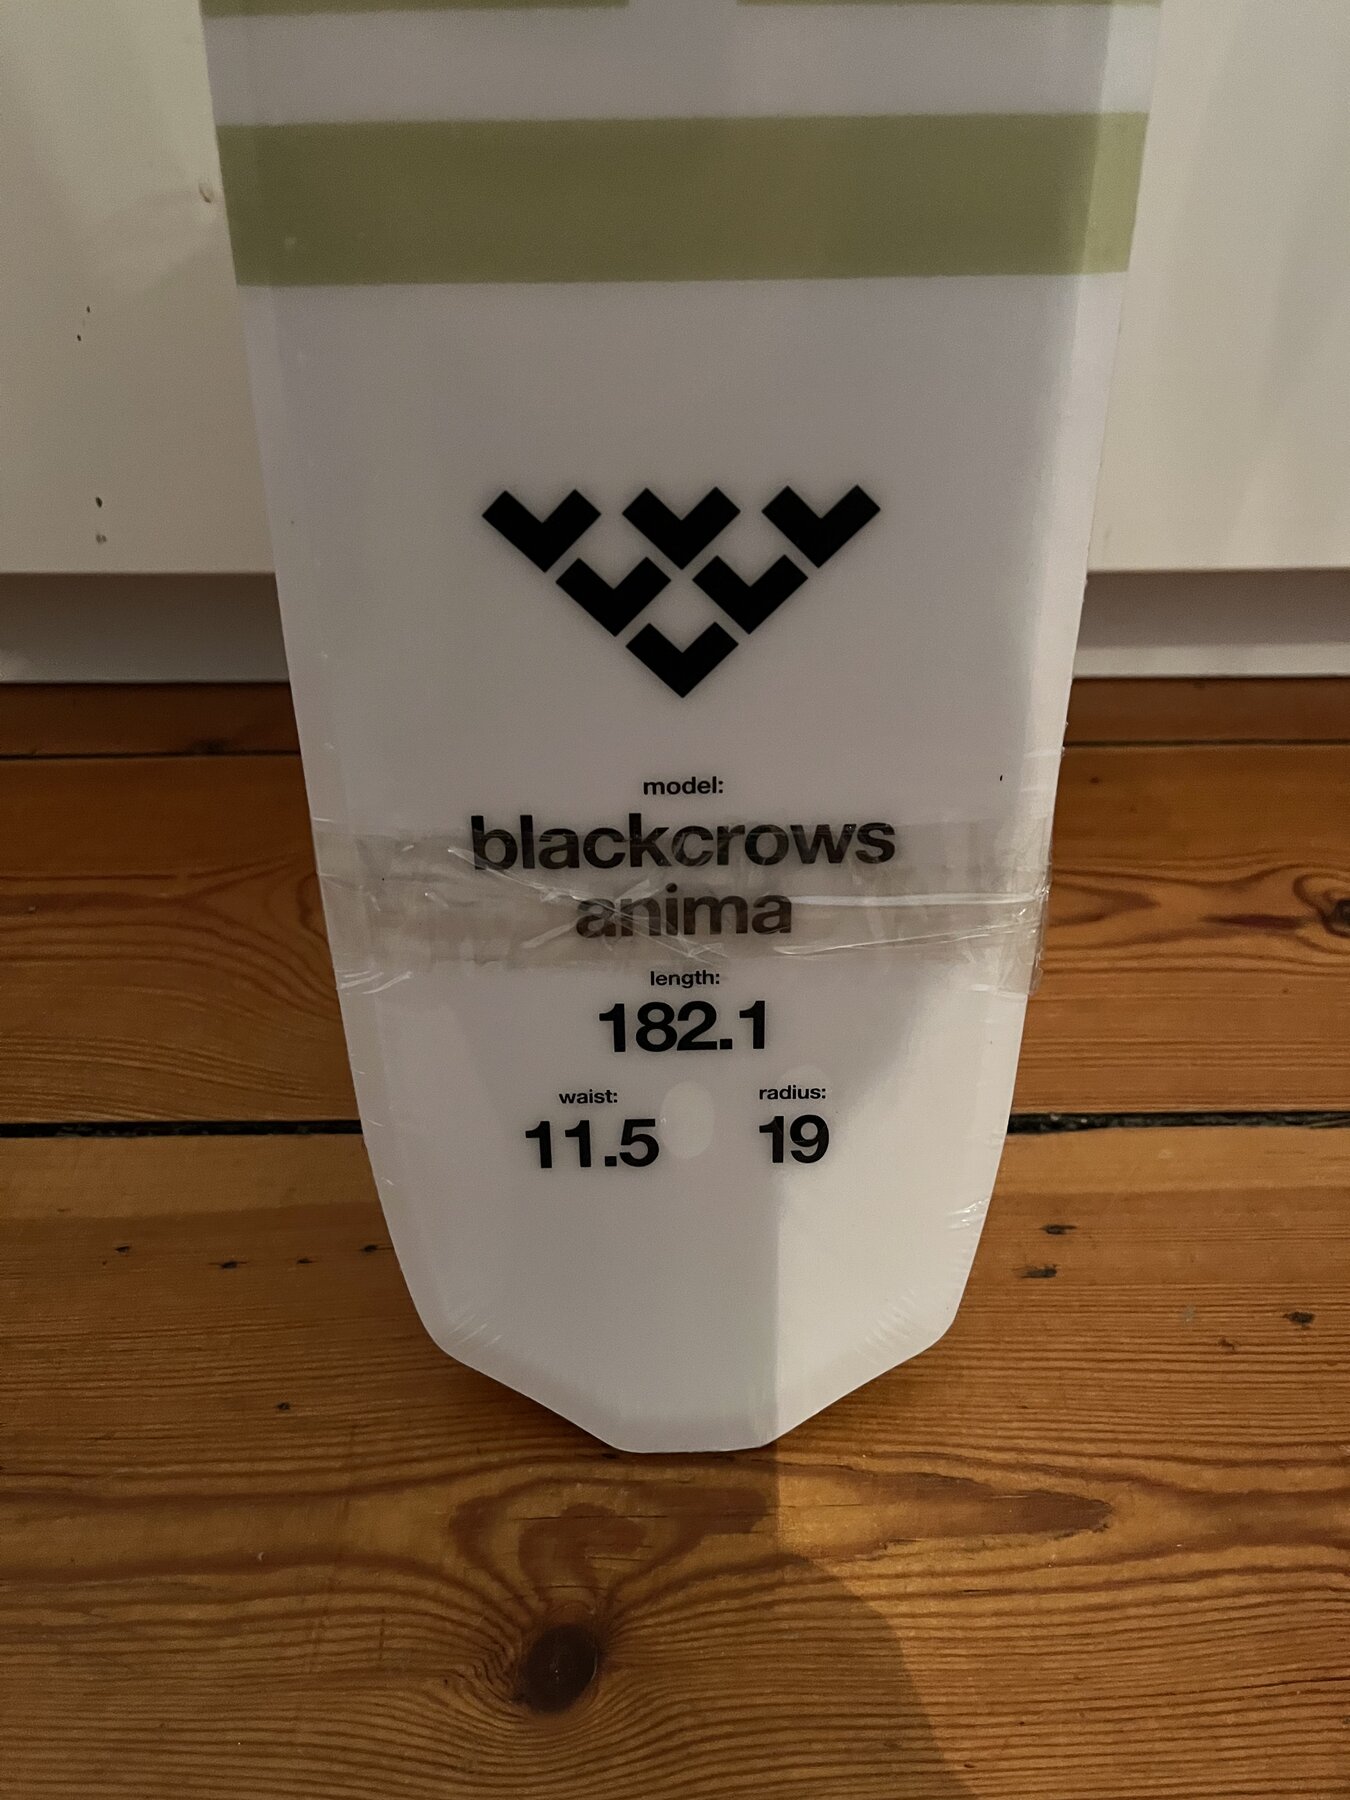 model:
blackcrows
anima
length:
182.1
waist: radius:
11.5 19